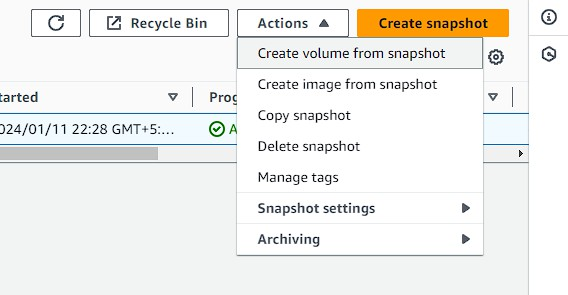 Recycle Bin
Actions
Create snapshot
Create volume from snapshot
Create image from snapshot
Copy snapshot
Delete snapshot
Manage tags
Snapshot settings
Archiving
tarted
Prog
024/01/11 22:28 GMT+5:...
A